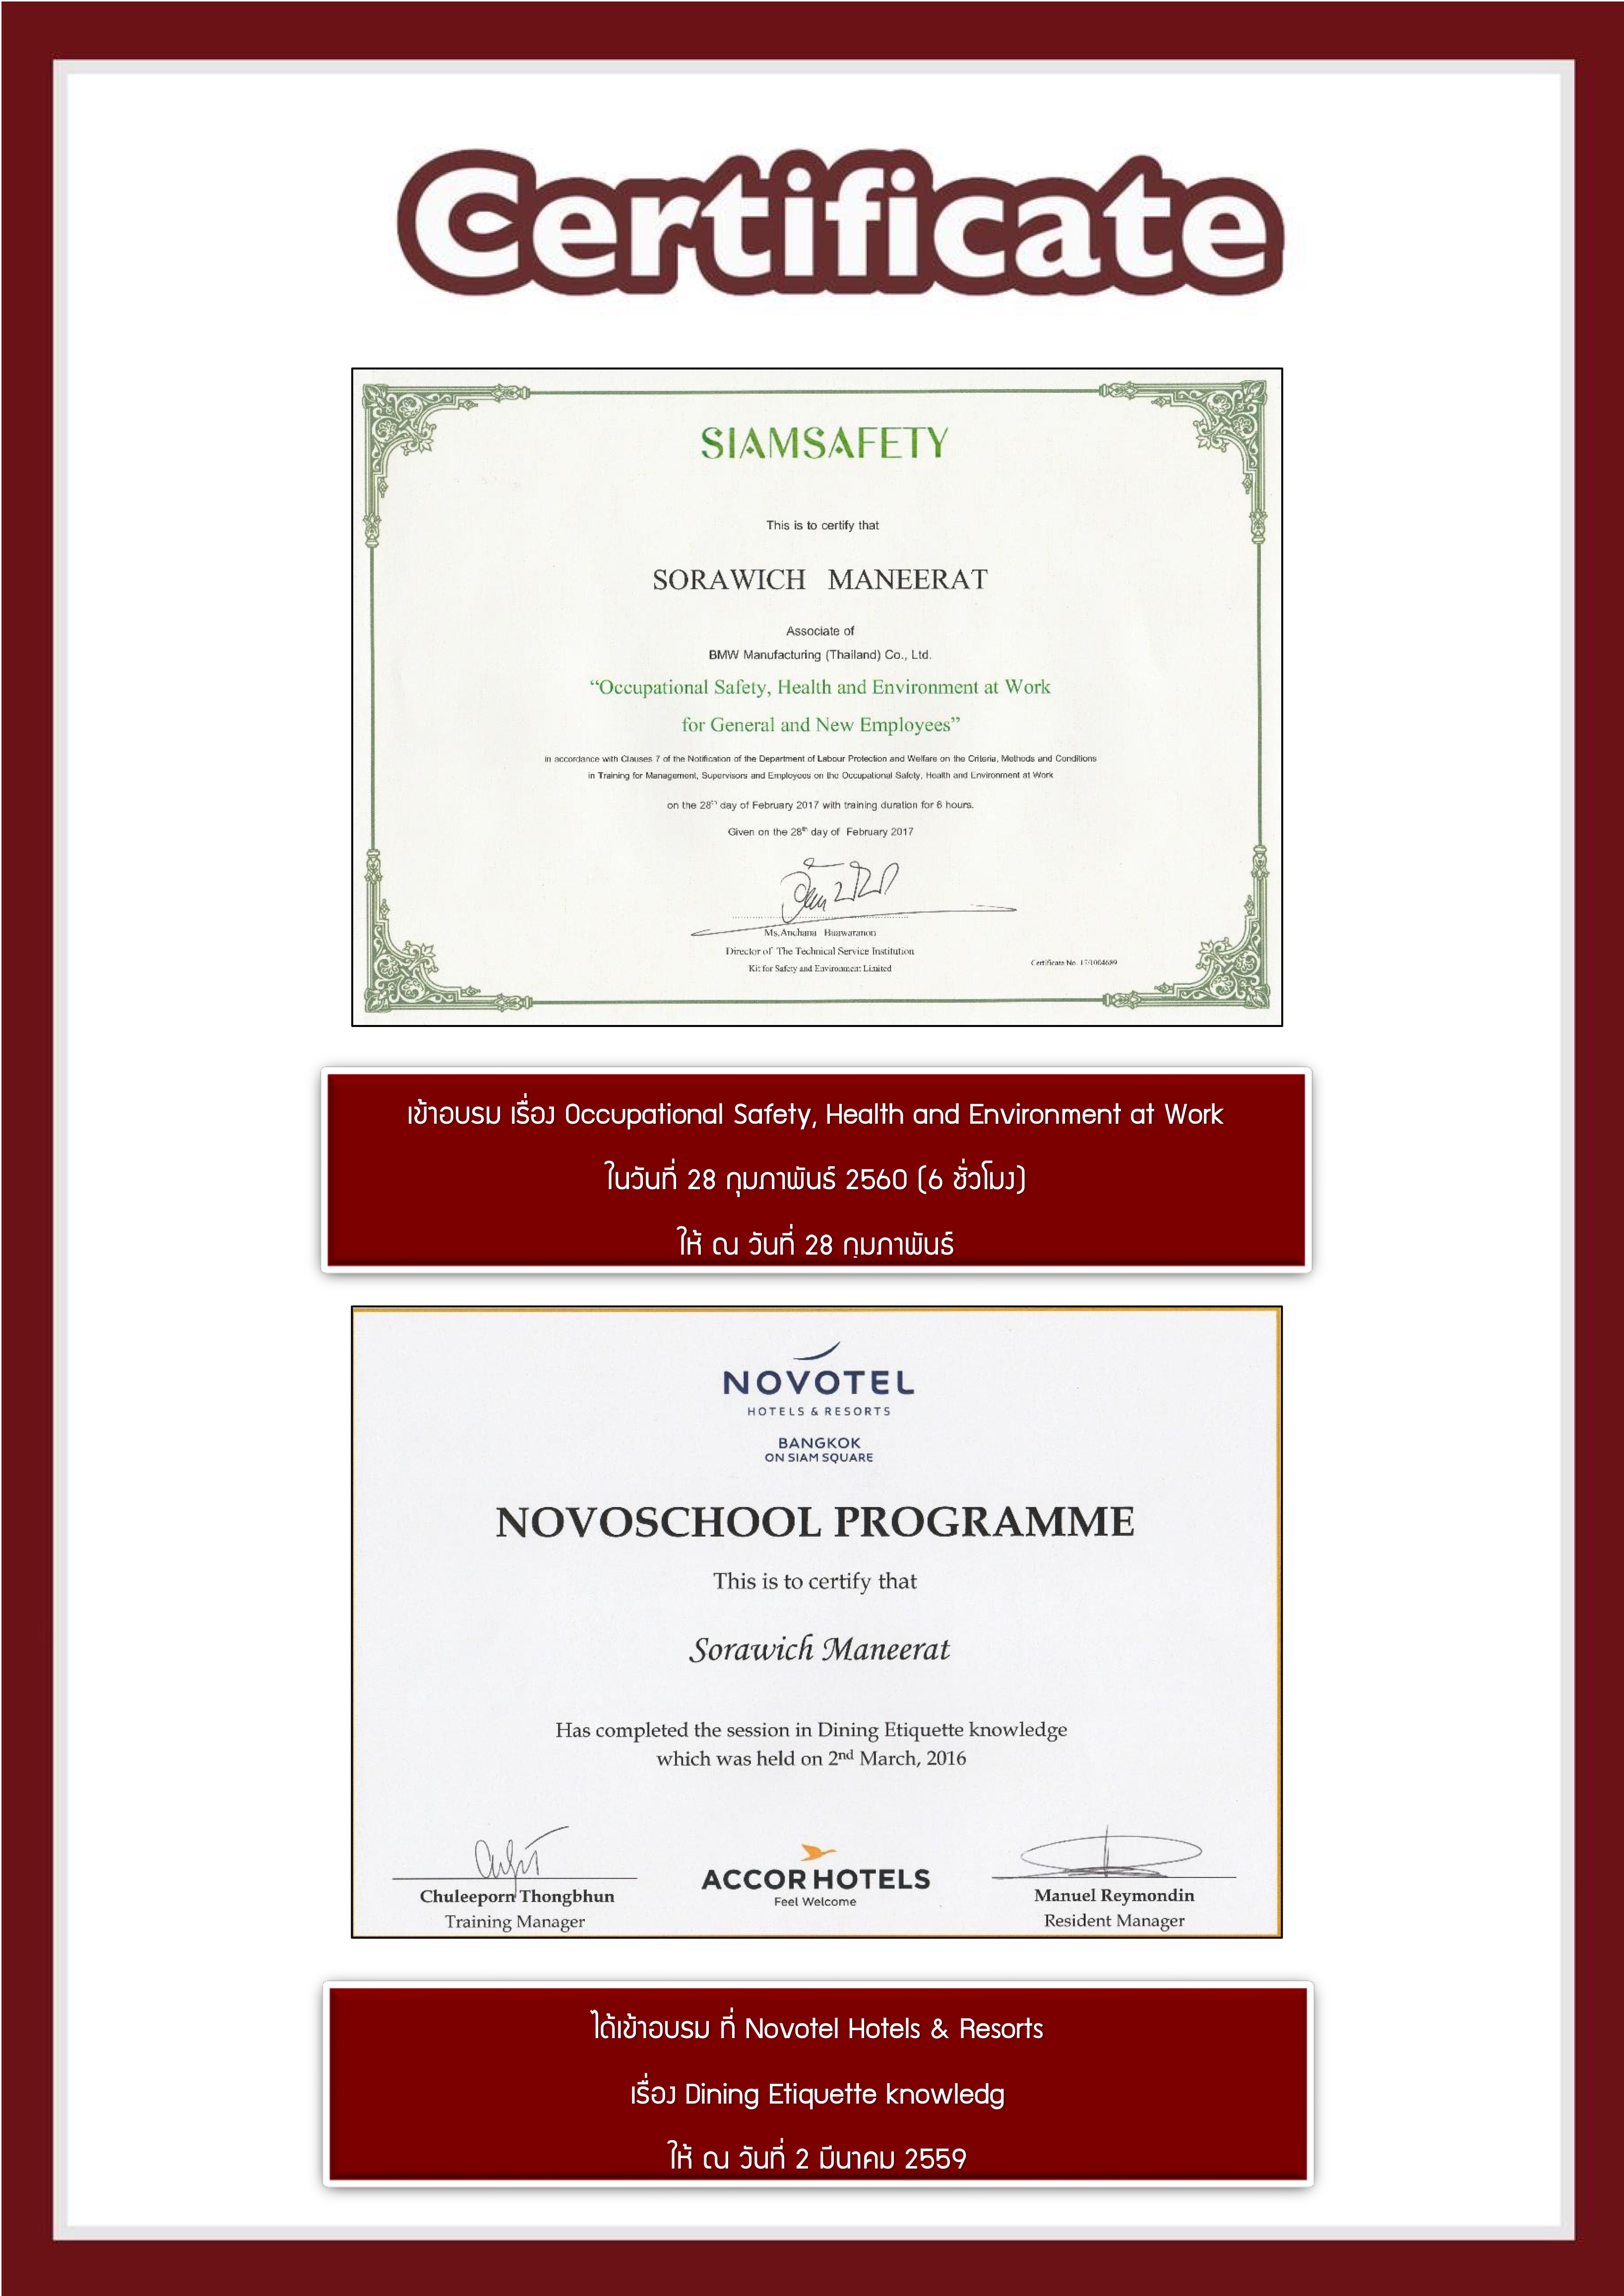 Certificate
SIAMSAFETY
This is to certify that
SORAWICH MANEERAT
Associate of
BMW Manufacturing (Thailand) Co., Ltd.
“Occupational Safety, Health and Environment at Work
for General and New Employees”
in accordance with Clauses 7 of the Notification of the Department of Labour Protection and Welfare on the Criteria, Methods and Conditions
in Training for Management, Supervisors and Employees on the Occupational Safety, Health and Environment at Work
on the 28th day of February 2017 with training duration for 6 hours.
Given on the 28th day of February 2017
Ms.Anchana
Director of The Technical Service Institution
Kit for Safety and Environment Limited
Certificate No. 17/1004689
เข้าอบรม เรื่อง Occupational Safety, Health and Environment at Work
ในวันที่ 28 กุมภาพันธ์ 2560 (6 ชั่วโมง)
ให้ ณ วันที่ 28 กุมภาพันธ์
NOVOTEL
HOTELS & RESORTS
BANGKOK
ON SIAM SQUARE
NOVOSCHOOL PROGRAMME
This is to certify that
Sorawich Maneerat
Has completed the session in Dining Etiquette knowledge
which was held on 2nd March, 2016
ACCORHOTELS
Feel Welcome
Chuleeporn Thongbhun
Training Manager
Manuel Reymondin
Resident Manager
ได้เข้าอบรม ที่ Novotel Hotels & Resorts
เรื่อง Dining Etiquette knowledg
ให้ ณ วันที่ 2 มีนาคม 2559